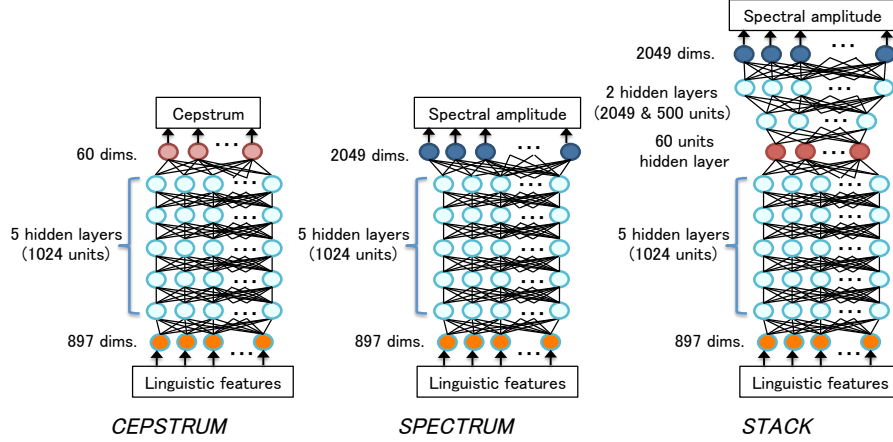 Cepstrum
60 dims.
5 hidden layers
(1024 units)
897 dims.
Linguistic features
CEPSTRUM
Spectral amplitude
2049 dims.
5 hidden layers
(1024 units)
897 dims.
Linguistic features
SPECTRUM
Spectral amplitude
2049 dims.
2 hidden layers
(2049 & 500 units)
60 units
hidden layer
5 hidden layers
(1024 units)
897 dims.
Linguistic features
STACK